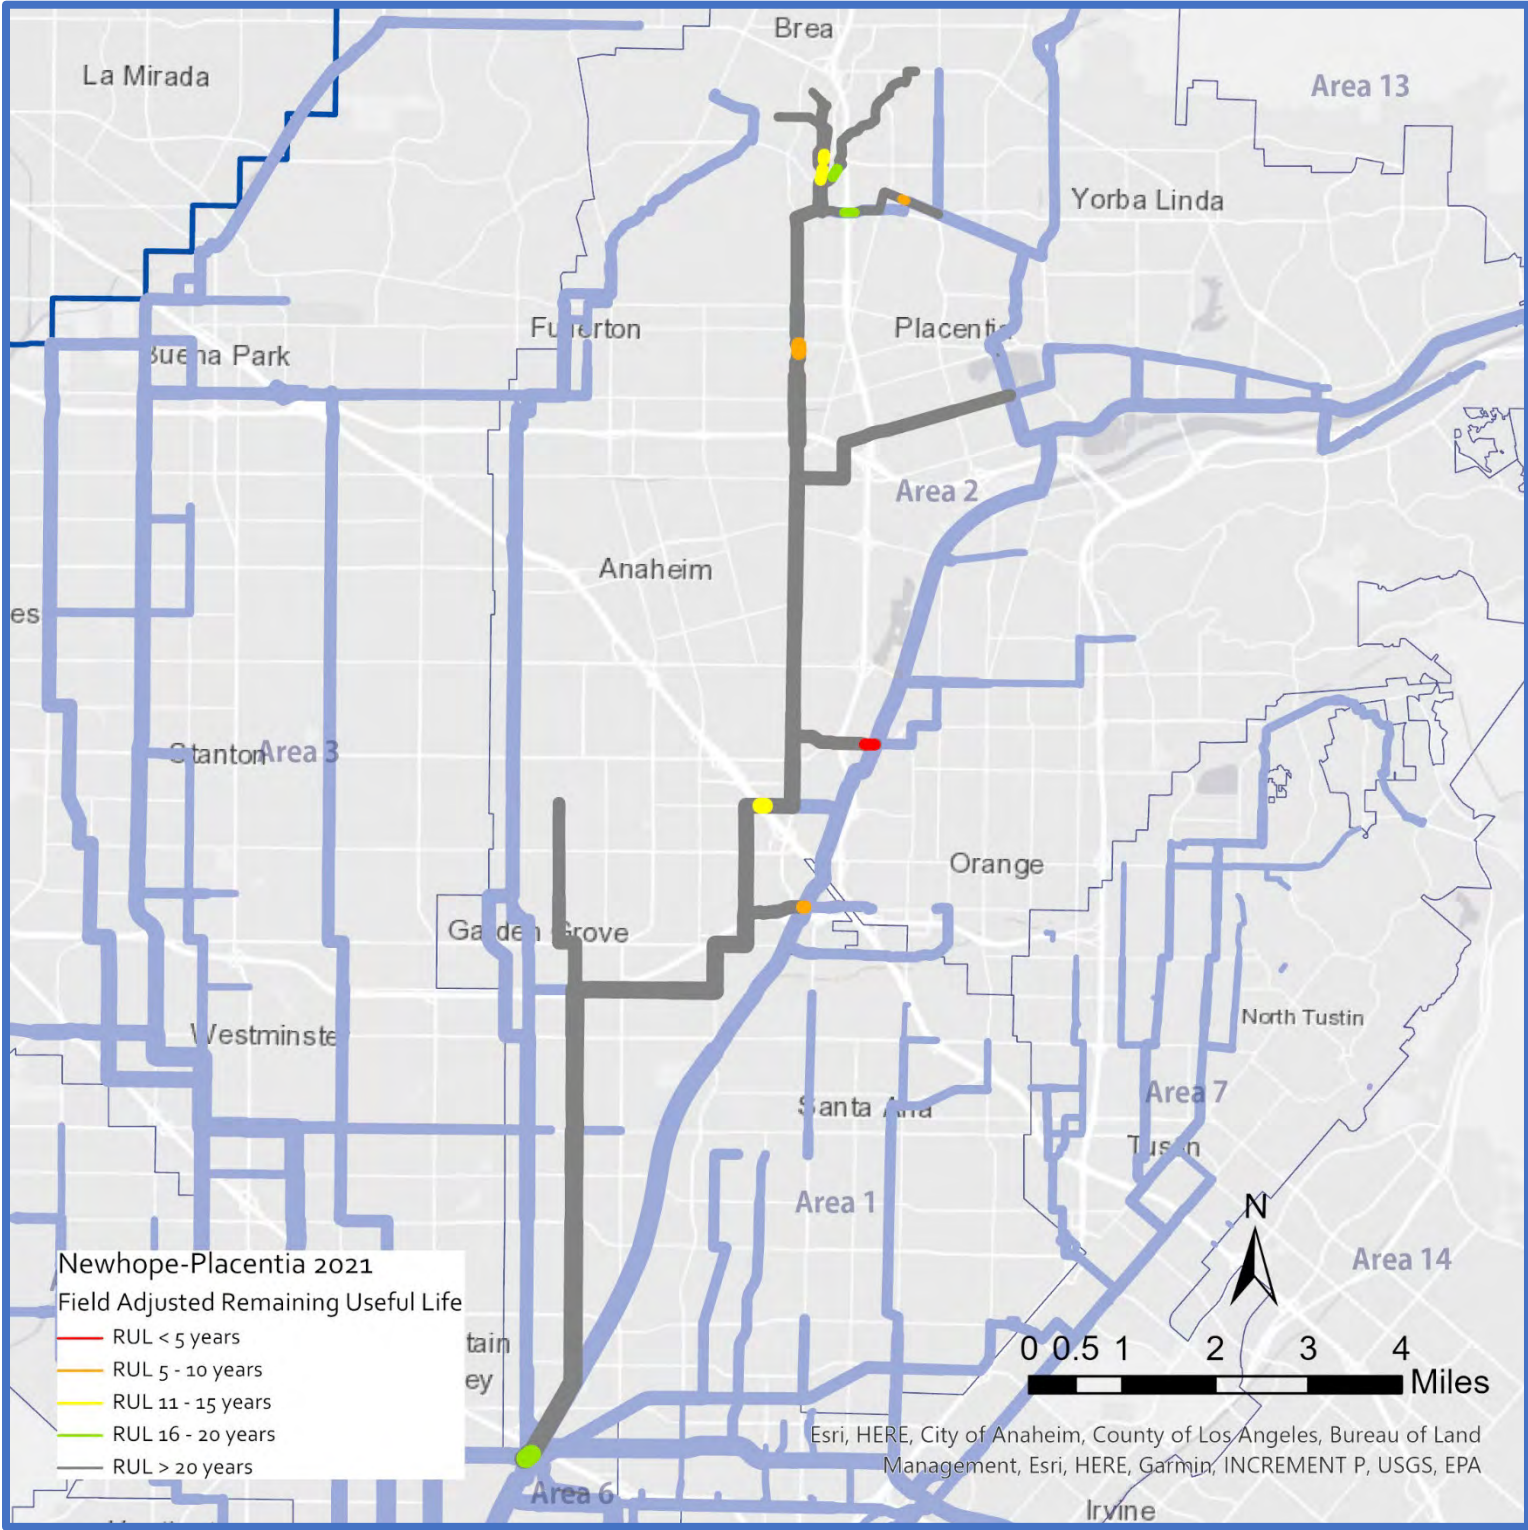 Brea
La Mirada
Area 13
Yorba Linda
Fullerton
Placentia
Buena Park
Area 2
Anaheim
es
Stanton
Area 3
Orange
Garden Grove
North Tustin
Westminster
Area 7
Santa Ana
Tustin
Area 1
N
Area 14
Newhope-Placentia 2021
Field Adjusted Remaining Useful Life
RUL < 5 years
RUL 5 - 10 years
RUL 11 - 15 years
RUL 16 - 20 years
RUL > 20 years
tain
ey
0 0.5 1 2 3 4
Miles
Esri, HERE, City of Anaheim, County of Los Angeles, Bureau of Land
Management, Esri, HERE, Garmin, INCREMENT P, USGS, EPA
Area 6
Irvine